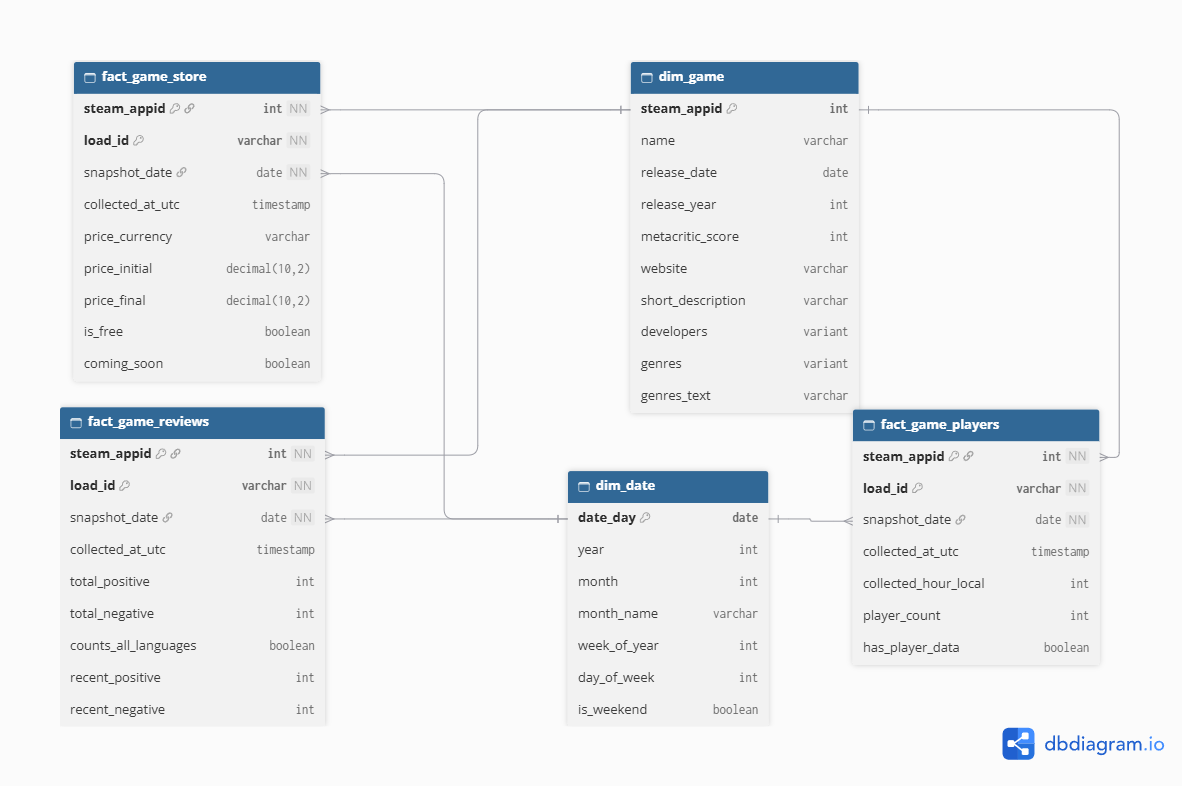 fact_game_store
steam_appid int NN
load_id varchar NN
snapshot_date date NN
collected_at_utc timestamp
price_currency varchar
price_initial decimal(10,2)
price_final decimal(10,2)
is_free boolean
coming_soon boolean
dim_game
steam_appid int
name varchar
release_date date
release_year int
metacritic_score int
website varchar
short_description varchar
developers variant
genres variant
genres_text varchar
fact_game_reviews
steam_appid int NN
load_id varchar NN
snapshot_date date NN
collected_at_utc timestamp
total_positive int
total_negative int
counts_all_languages boolean
recent_positive int
recent_negative int
dim_date
date_day date
year int
month int
month_name varchar
week_of_year int
day_of_week int
is_weekend boolean
fact_game_players
steam_appid int NN
load_id varchar NN
snapshot_date date NN
collected_at_utc timestamp
collected_hour_local int
player_count int
has_player_data boolean
dbdiagram.io